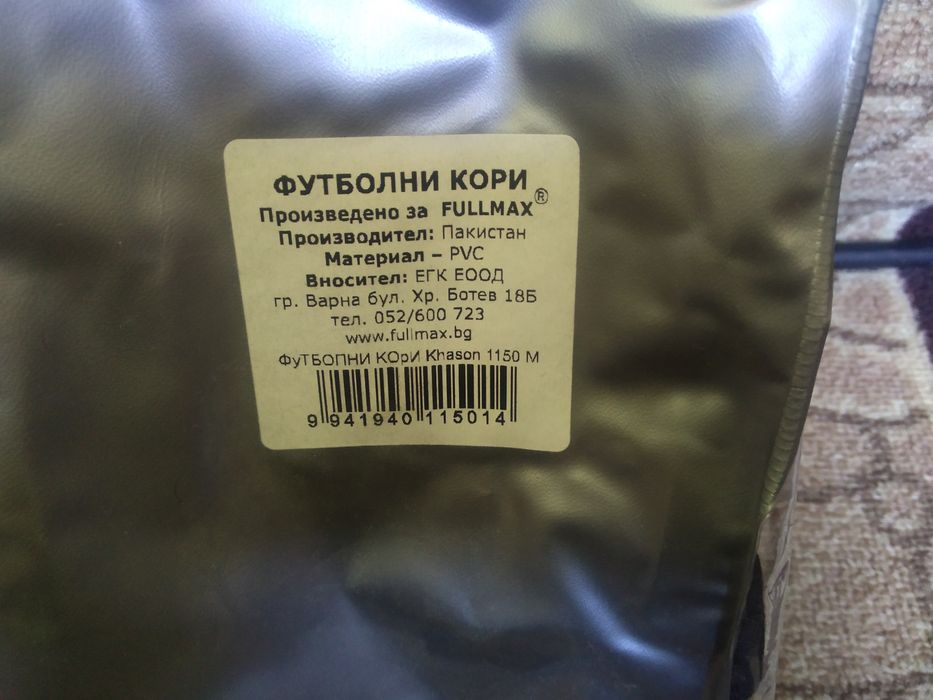 ФУТБОЛНИ КОРИ
Произведено за FULLMAX®
Производител: Пакистан
Материал – PVC
Вносител: ЕГК ЕООД
гр. Варна бул. Хр. Ботев 18Б
тел. 052/600 723
www.fullmax.bg
ФуТБОПНИ КОрИ Khason 1150 M
9 941940 115014